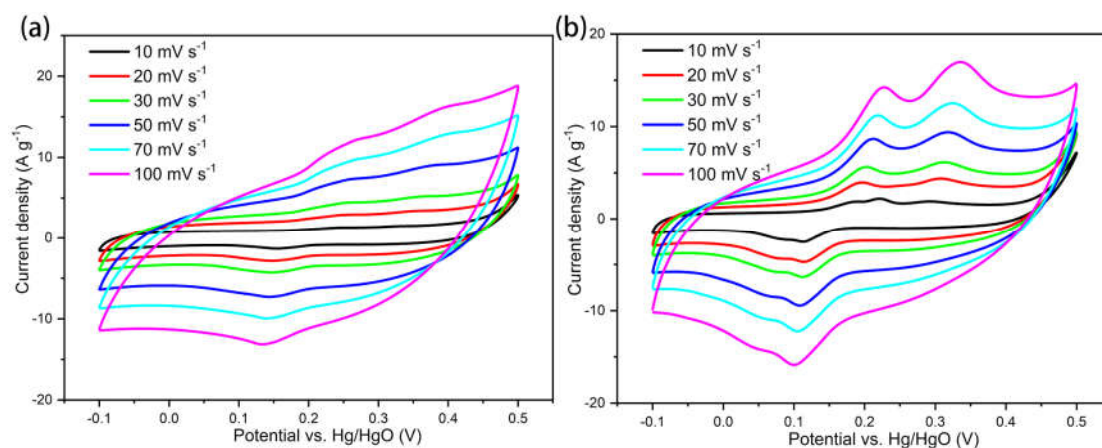 (a)
10 mV s⁻¹
20 mV s⁻¹
30 mV s⁻¹
50 mV s⁻¹
70 mV s⁻¹
100 mV s⁻¹
20
10
0
-10
-20
Current density (A g⁻¹)
-0.1 0.0 0.1 0.2 0.3 0.4 0.5
Potential vs. Hg/HgO (V)
(b)
10 mV s⁻¹
20 mV s⁻¹
30 mV s⁻¹
50 mV s⁻¹
70 mV s⁻¹
100 mV s⁻¹
20
10
0
-10
-20
Current density (A g⁻¹)
-0.1 0.0 0.1 0.2 0.3 0.4 0.5
Potential vs. Hg/HgO (V)